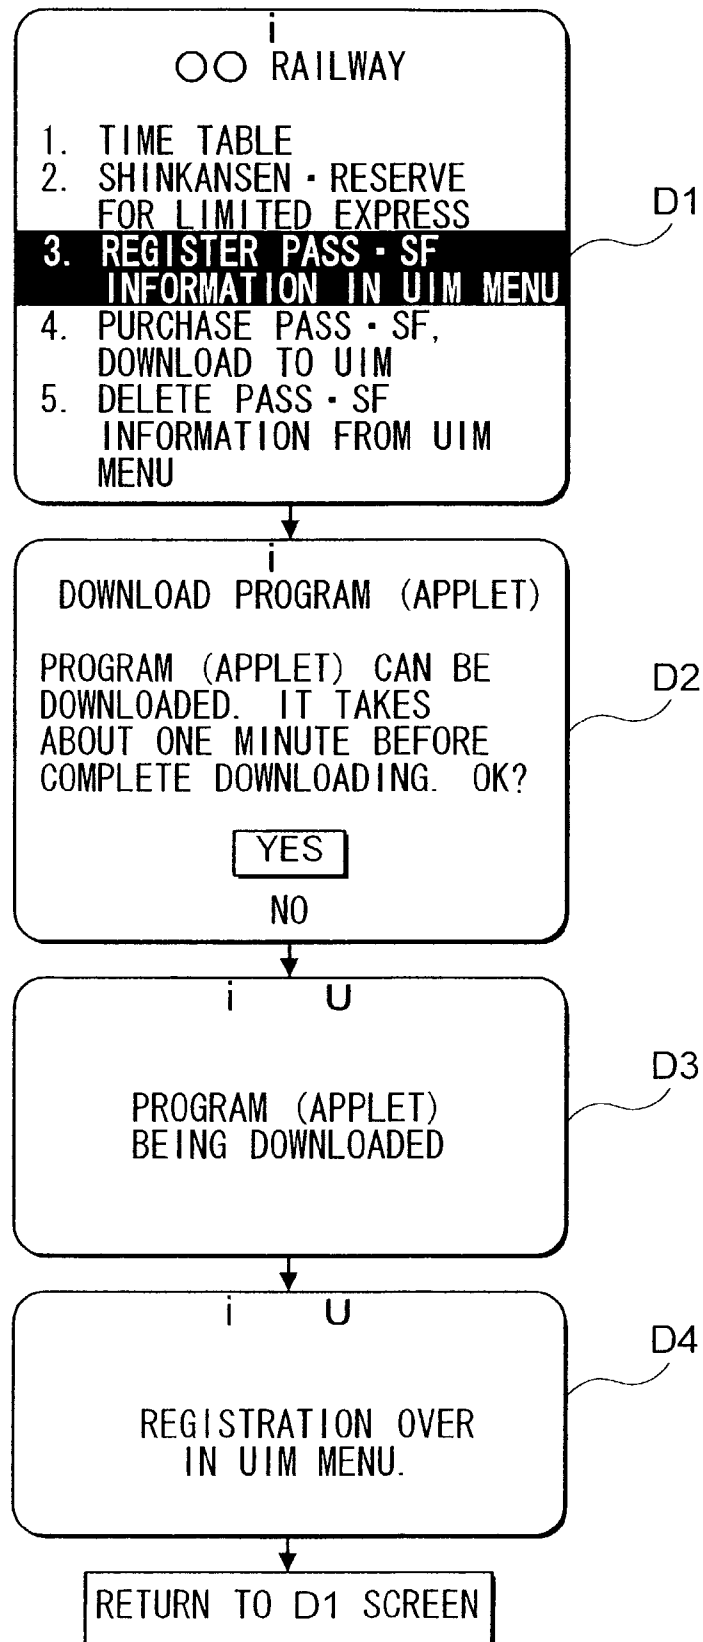 i
○○ RAILWAY
1. TIME TABLE
2. SHINKANSEN・RESERVE
FOR LIMITED EXPRESS
3. REGISTER PASS・SF
INFORMATION IN UIM MENU
4. PURCHASE PASS・SF,
DOWNLOAD TO UIM
5. DELETE PASS・SF
INFORMATION FROM UIM
MENU
D1
i
DOWNLOAD PROGRAM (APPLET)
PROGRAM (APPLET) CAN BE
DOWNLOADED. IT TAKES
ABOUT ONE MINUTE BEFORE
COMPLETE DOWNLOADING. OK?
YES
NO
D2
i U
PROGRAM (APPLET)
BEING DOWNLOADED
D3
i U
REGISTRATION OVER
IN UIM MENU.
D4
RETURN TO D1 SCREEN